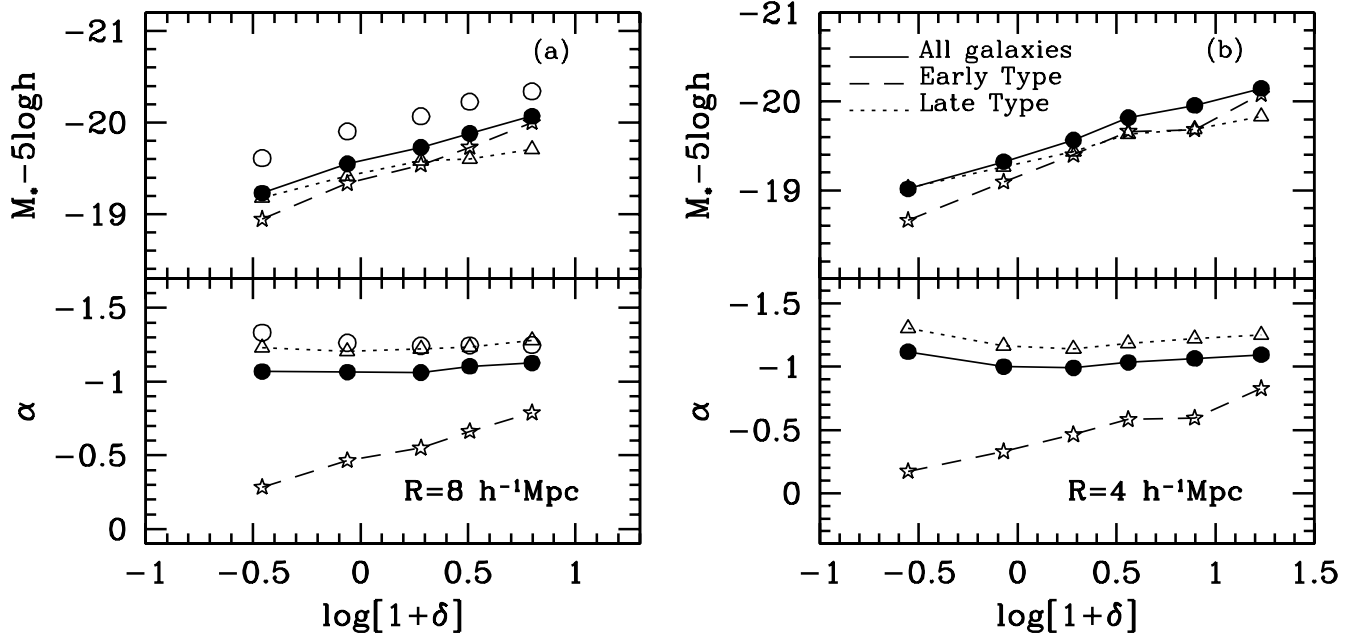 −21
−20
−19
M*−5logh
(a)
−1.5
−1
−0.5
0
α
R=8 h⁻¹Mpc
−1 −0.5 0 0.5 1
log[1+δ]
−21
−20
−19
M*−5logh
All galaxies
Early Type
Late Type
(b)
−1.5
−1
−0.5
0
α
R=4 h⁻¹Mpc
−1 −0.5 0 0.5 1 1.5
log[1+δ]